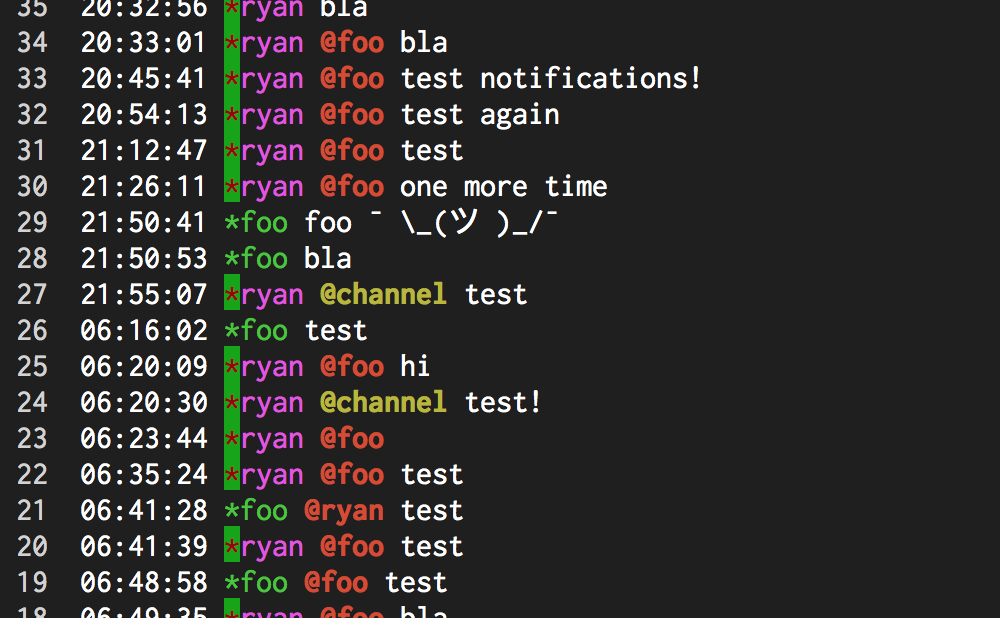 35 20:32:56 *ryan bla
34 20:33:01 *ryan @foo bla
33 20:45:41 *ryan @foo test notifications!
32 20:54:13 *ryan @foo test again
31 21:12:47 *ryan @foo test
30 21:26:11 *ryan @foo one more time
29 21:50:41 *foo foo ¯ \_(ツ )_/¯
28 21:50:53 *foo bla
27 21:55:07 *ryan @channel test
26 06:16:02 *foo test
25 06:20:09 *ryan @foo hi
24 06:20:30 *ryan @channel test!
23 06:23:44 *ryan @foo
22 06:35:24 *ryan @foo test
21 06:41:28 *foo @ryan test
20 06:41:39 *ryan @foo test
19 06:48:58 *foo @foo test
18 06:49:35 *ryan @foo bla